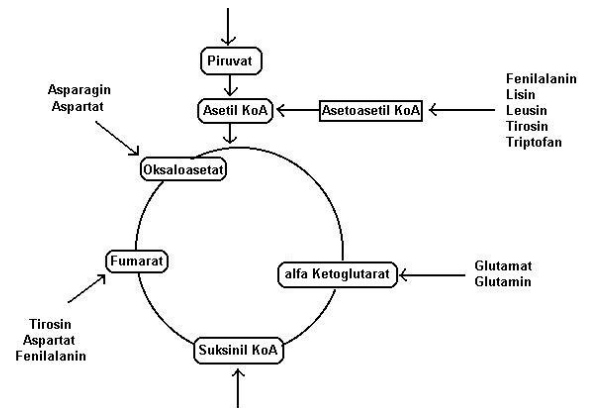 Piruvat
Asparagin
Aspartat
Asetil KoA
Asetoasetil KoA
Fenilalanin
Lisin
Leusin
Tirosin
Triptofan
Oksaloasetat
Fumarat
alfa Ketoglutarat
Glutamat
Glutamin
Tirosin
Aspartat
Fenilalanin
Suksinil KoA